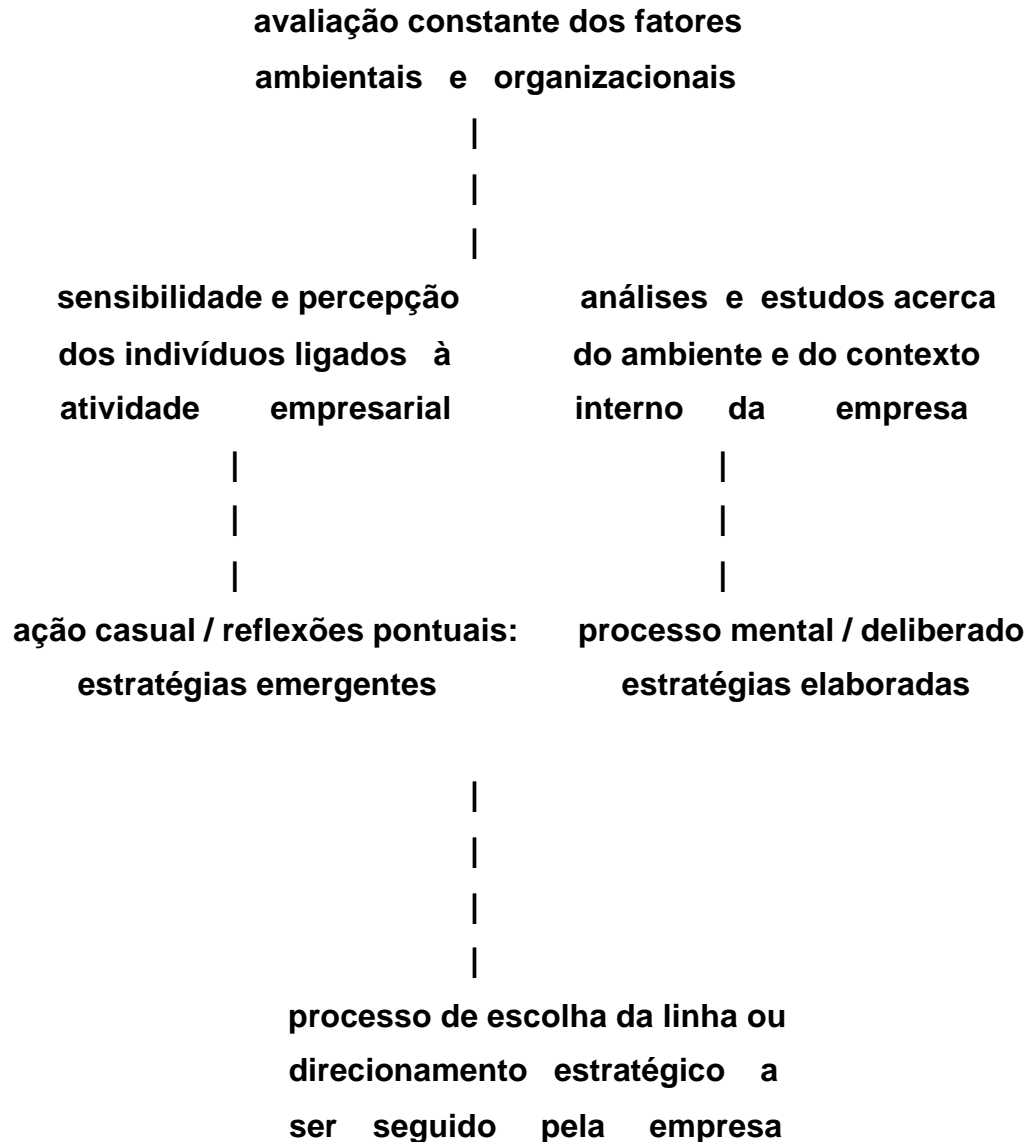 avaliação constante dos fatores
ambientais e organizacionais
|
|
|
sensibilidade e percepção
dos indivíduos ligados à
atividade empresarial
análises e estudos acerca
do ambiente e do contexto
interno da empresa
| |
| |
| |
ação casual / reflexões pontuais:
estratégias emergentes
processo mental / deliberado
estratégias elaboradas
|
|
|
|
processo de escolha da linha ou
direcionamento estratégico a
ser seguido pela empresa